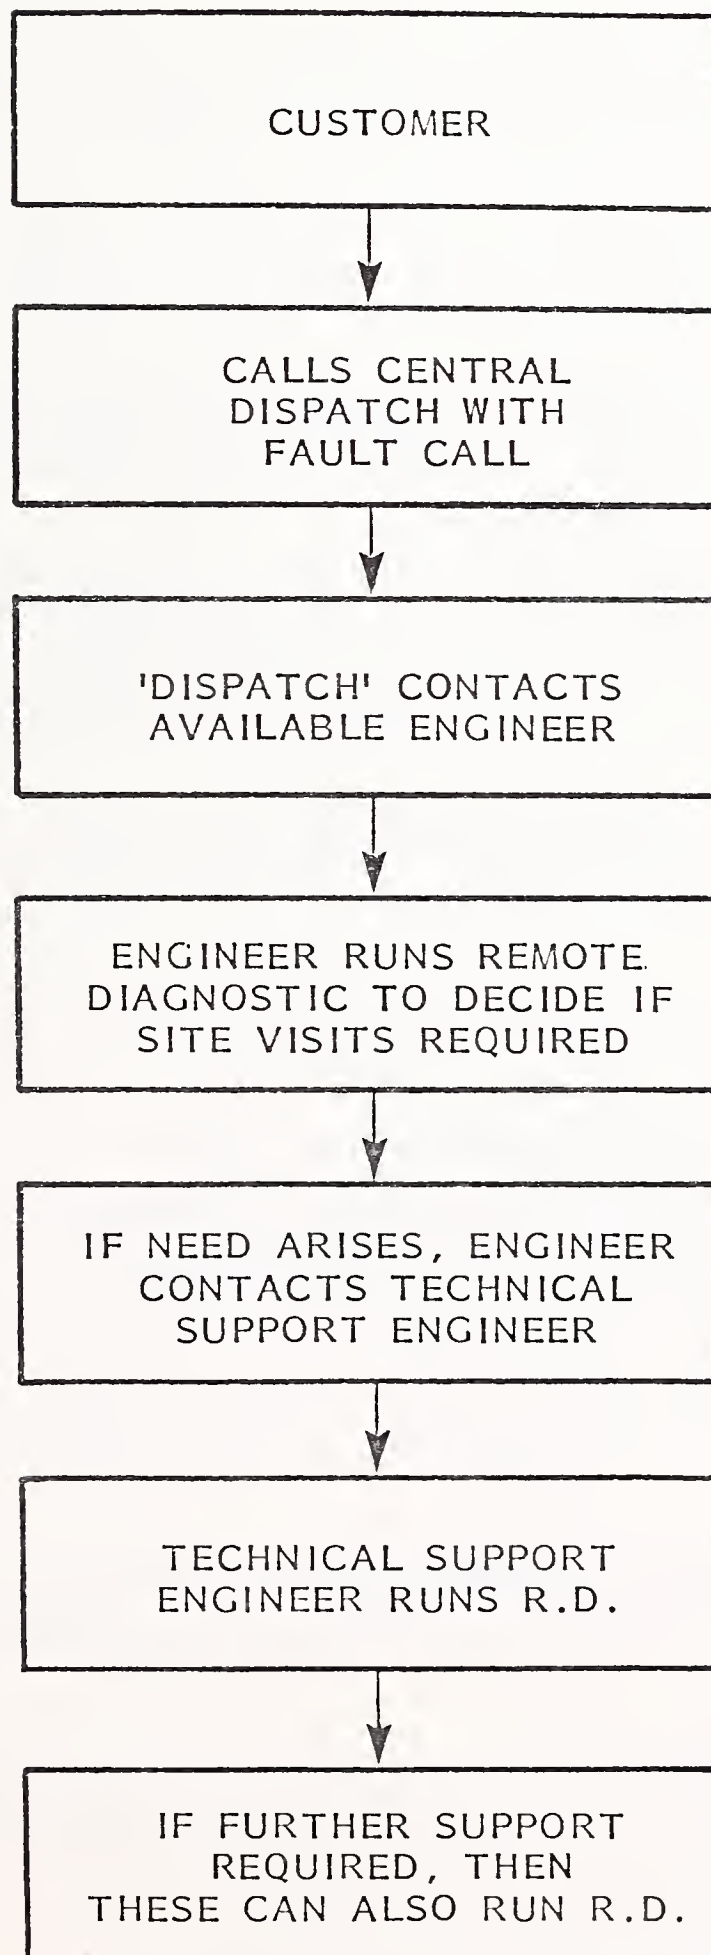 CUSTOMER
CALLS CENTRAL
DISPATCH WITH
FAULT CALL
'DISPATCH' CONTACTS
AVAILABLE ENGINEER
ENGINEER RUNS REMOTE
DIAGNOSTIC TO DECIDE IF
SITE VISITS REQUIRED
IF NEED ARISES, ENGINEER
CONTACTS TECHNICAL
SUPPORT ENGINEER
TECHNICAL SUPPORT
ENGINEER RUNS R.D.
IF FURTHER SUPPORT
REQUIRED, THEN
THESE CAN ALSO RUN R.D.